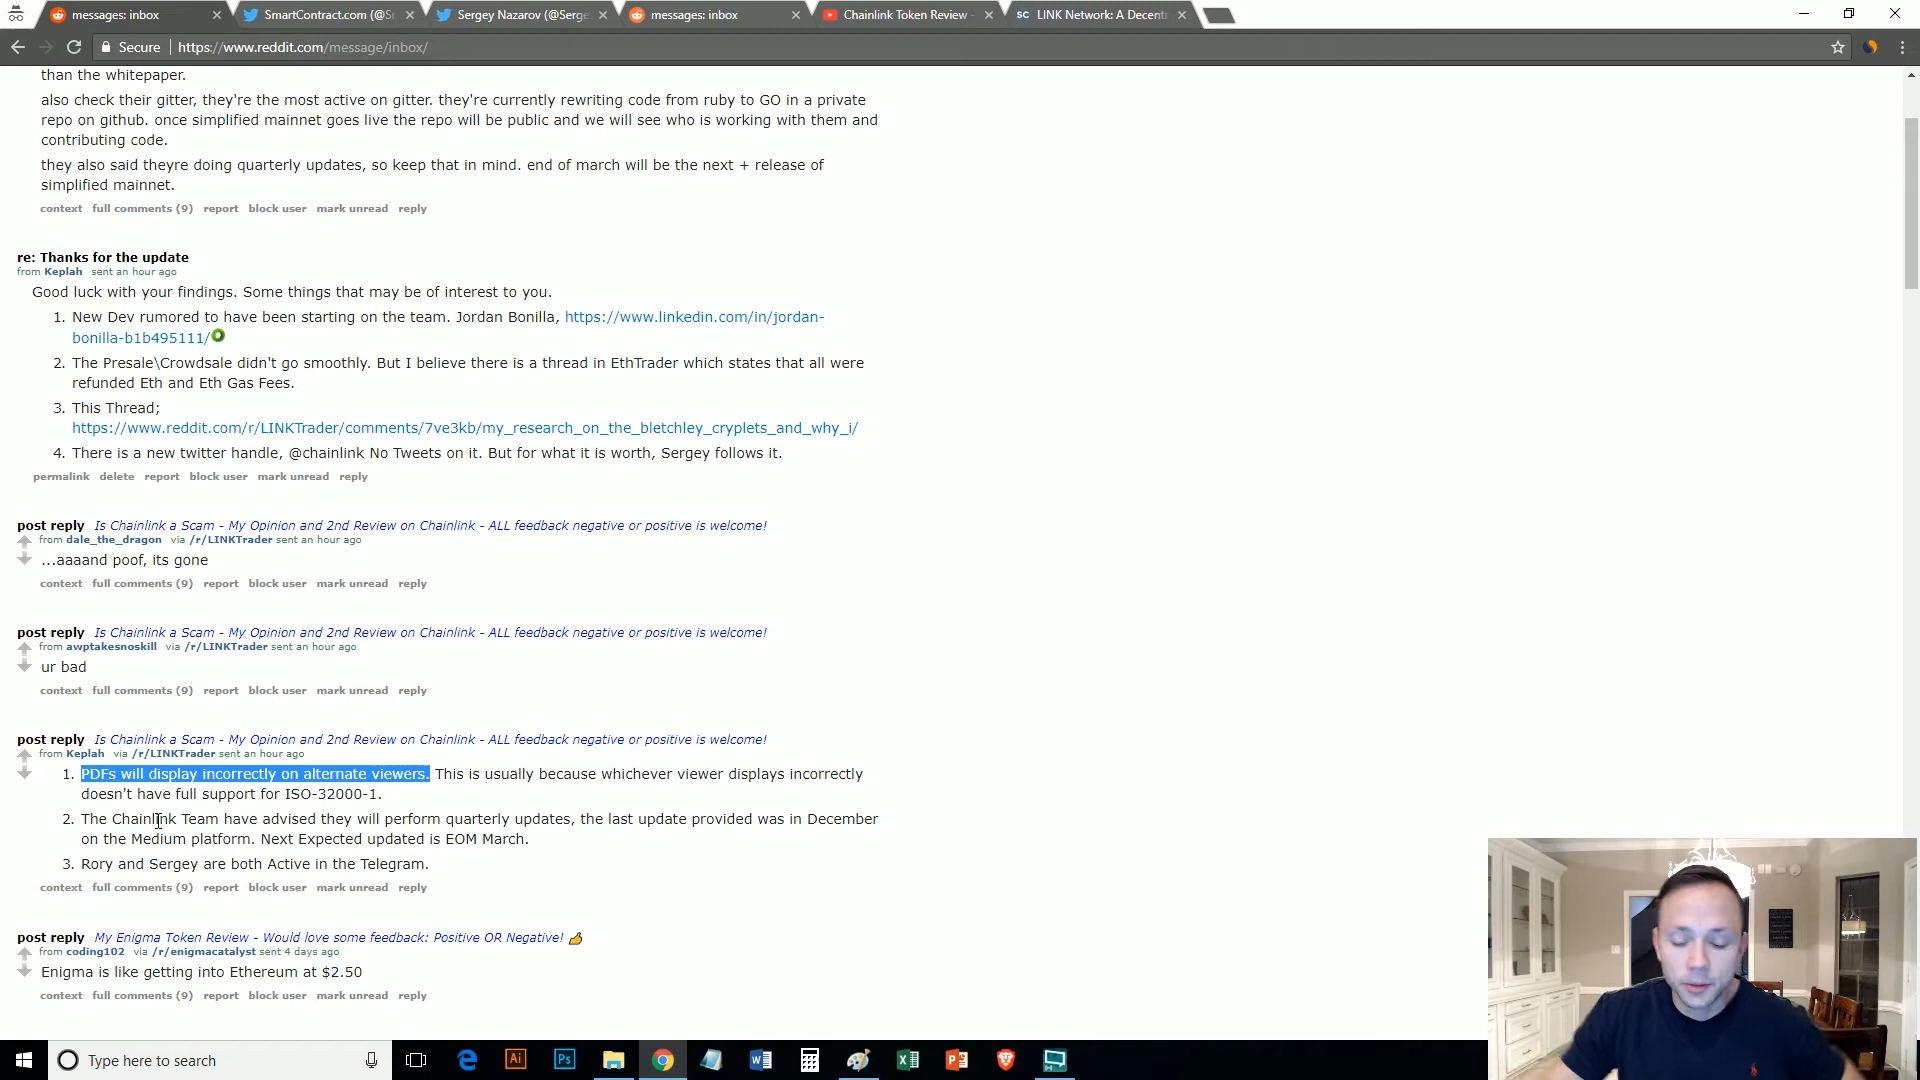 messages: inbox
SmartContract.com (@S
Sergey Nazarov (@Serge
messages: inbox
Chainlink Token Review -
SC LINK Network: A Decent
Secure https://www.reddit.com/message/inbox/
than the whitepaper.
also check their gitter, they're the most active on gitter. they're currently rewriting code from ruby to GO in a private
repo on github. once simplified mainnet goes live the repo will be public and we will see who is working with them and
contributing code.
they also said theyre doing quarterly updates, so keep that in mind. end of march will be the next + release of
simplified mainnet.
context full comments (9) report block user mark unread reply
re: Thanks for the update
from Keplah sent an hour ago
Good luck with your findings. Some things that may be of interest to you.
1. New Dev rumored to have been starting on the team. Jordan Bonilla, https://www.linkedin.com/in/jordan-
bonilla-b1b495111/
2. The Presale\Crowdsale didn't go smoothly. But I believe there is a thread in EthTrader which states that all were
refunded Eth and Eth Gas Fees.
3. This Thread;
https://www.reddit.com/r/LINKTrader/comments/7ve3kb/my_research_on_the_bletchley_cryplets_and_why_i/
4. There is a new twitter handle, @chainlink No Tweets on it. But for what it is worth, Sergey follows it.
permalink delete report block user mark unread reply
post reply Is Chainlink a Scam - My Opinion and 2nd Review on Chainlink - ALL feedback negative or positive is welcome!
from dale_the_dragon via /r/LINKTrader sent an hour ago
...aaaand poof, its gone
context full comments (9) report block user mark unread reply
post reply Is Chainlink a Scam - My Opinion and 2nd Review on Chainlink - ALL feedback negative or positive is welcome!
from awptakesnoskill via /r/LINKTrader sent an hour ago
ur bad
context full comments (9) report block user mark unread reply
post reply Is Chainlink a Scam - My Opinion and 2nd Review on Chainlink - ALL feedback negative or positive is welcome!
from Keplah via /r/LINKTrader sent an hour ago
1. PDFs will display incorrectly on alternate viewers. This is usually because whichever viewer displays incorrectly
doesn't have full support for ISO-32000-1.
2. The Chainlink Team have advised they will perform quarterly updates, the last update provided was in December
on the Medium platform. Next Expected updated is EOM March.
3. Rory and Sergey are both Active in the Telegram.
context full comments (9) report block user mark unread reply
post reply My Enigma Token Review - Would love some feedback: Positive OR Negative! 👍
from coding102 via /r/enigmacatalyst sent 4 days ago
Enigma is like getting into Ethereum at $2.50
context full comments (9) report block user mark unread reply
Type here to search
Ai
Ps